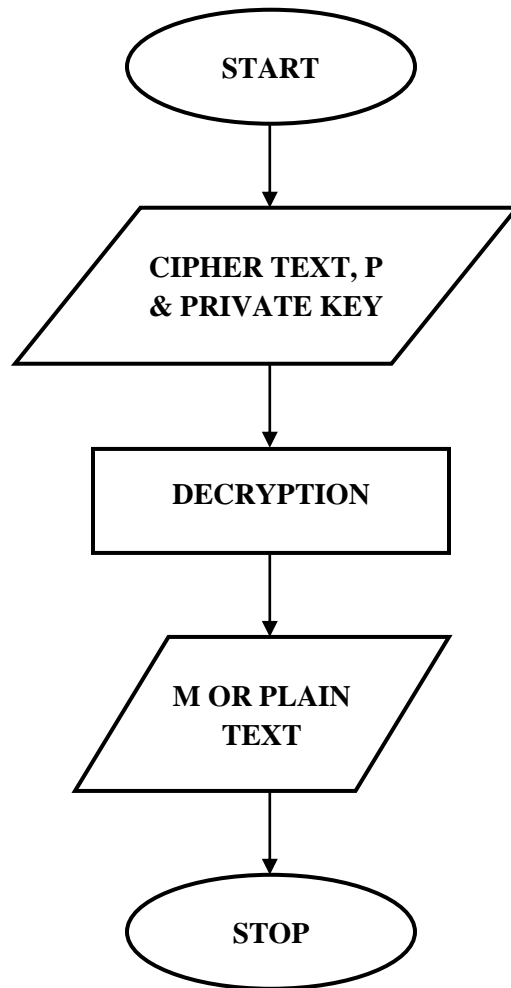 START
CIPHER TEXT, P
& PRIVATE KEY
DECRYPTION
M OR PLAIN
TEXT
STOP